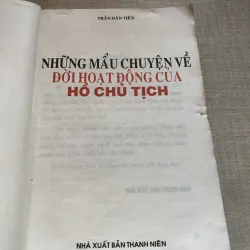 TRẦN DÂN TIÊN
NHỮNG MẨU CHUYỆN VỀ
ĐỜI HOẠT ĐỘNG CỦA
HỒ CHỦ TỊCH
NHÀ XUẤT BẢN THANH NIÊN